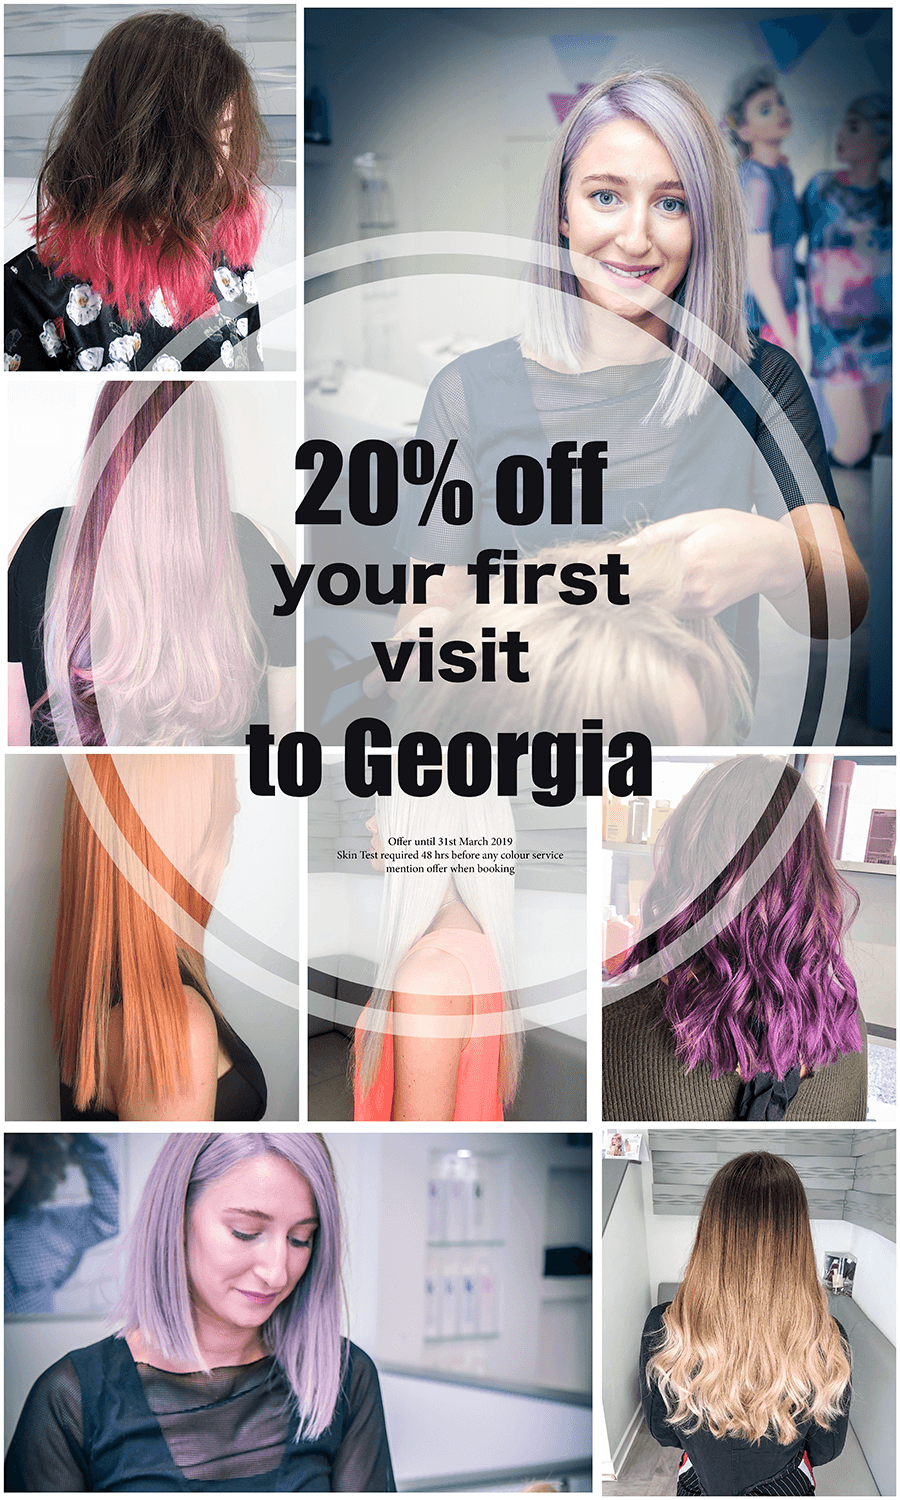 20% off
your first
visit
to Georgia
Offer until 31st March 2019
Skin Test required 48 hrs before any colour service
mention offer when booking